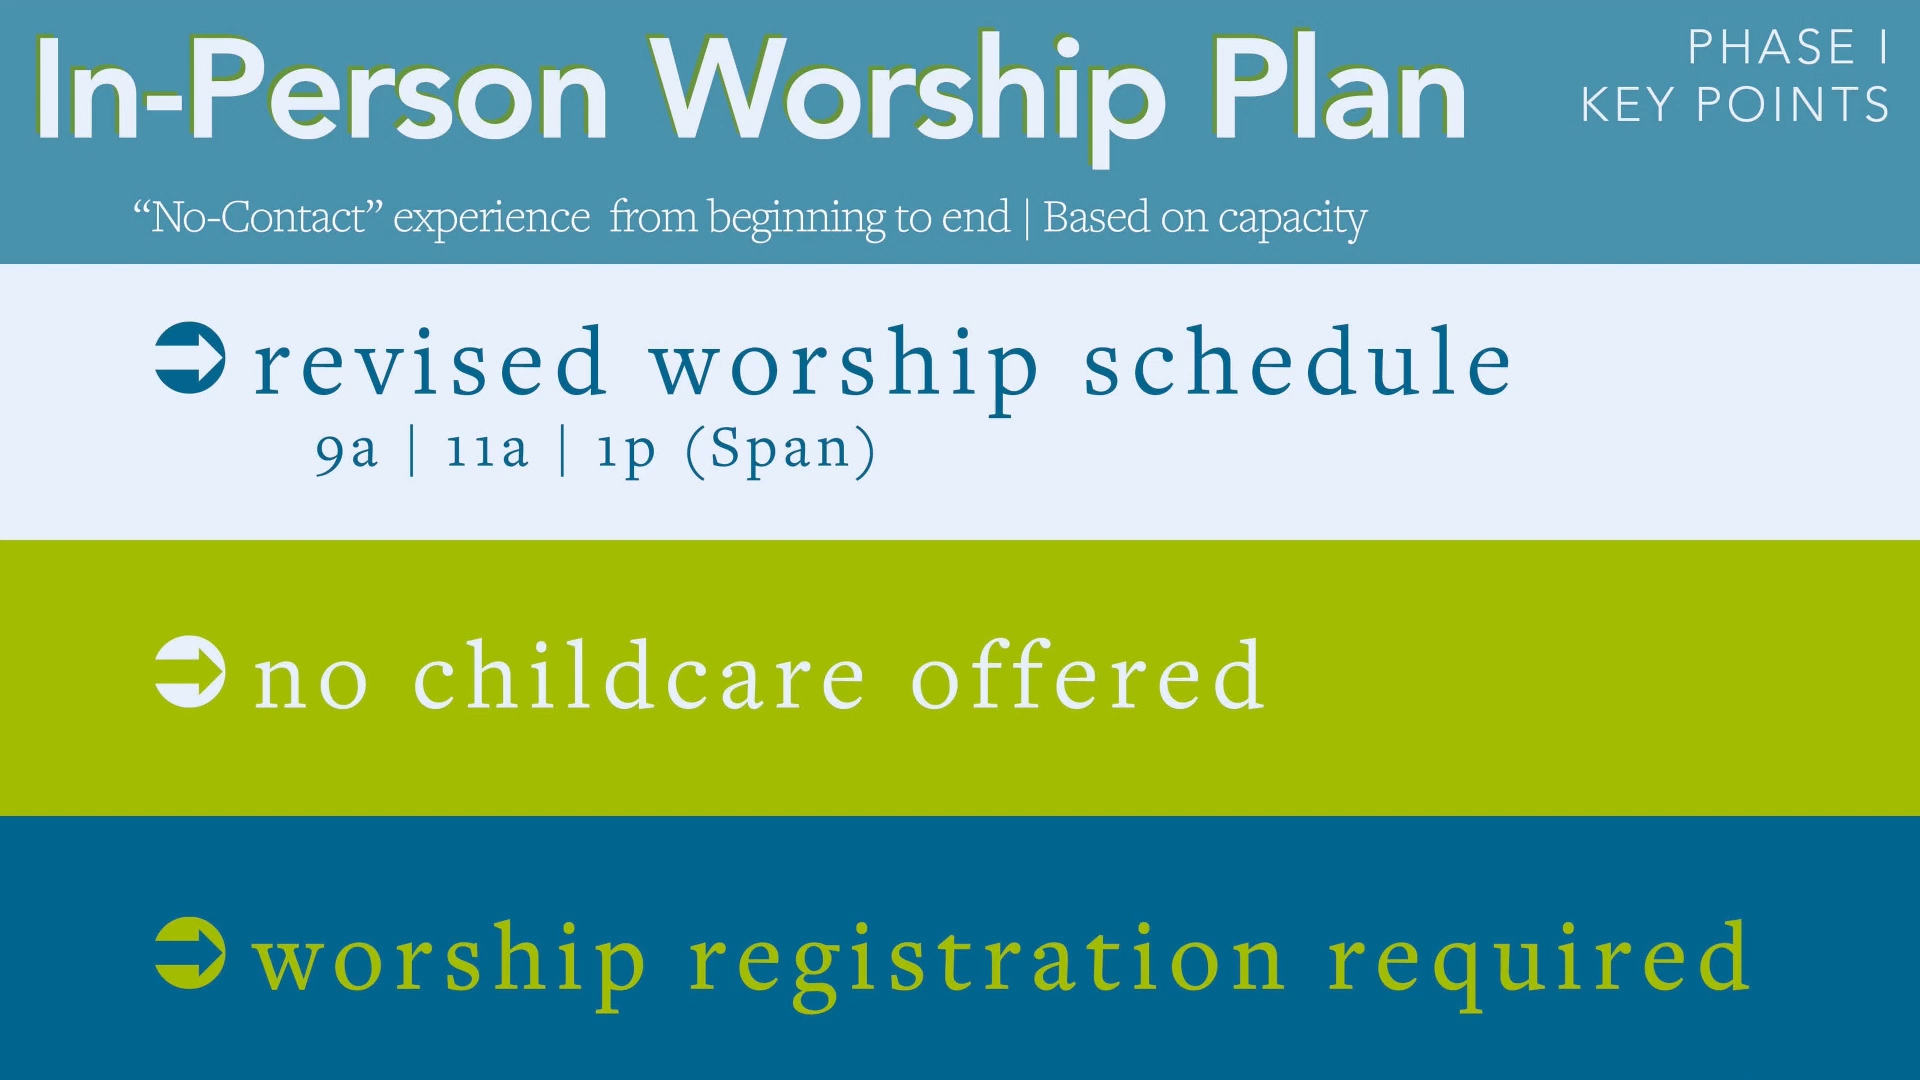 In-Person Worship Plan
PHASE I
KEY POINTS
“No-Contact” experience from beginning to end | Based on capacity
revised worship schedule
9a | 11a | 1p (Span)
no childcare offered
worship registration required